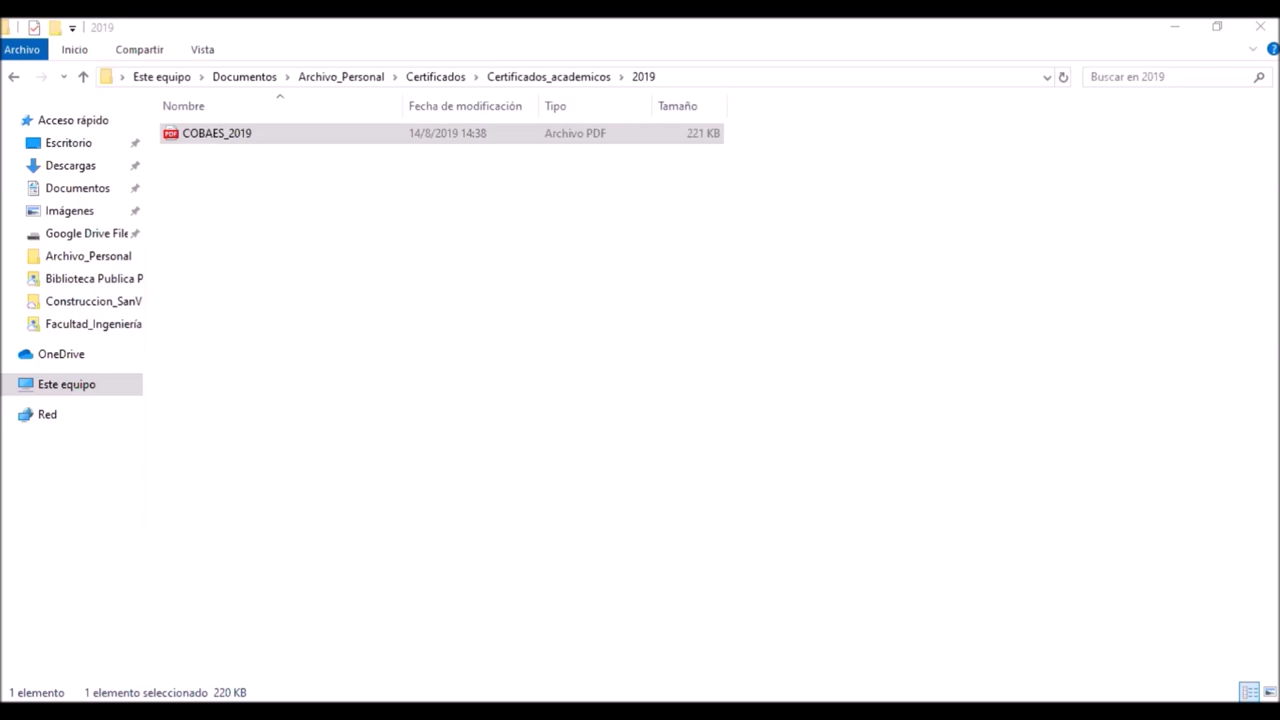 2019
Archivo Inicio Compartir Vista
Este equipo Documentos Archivo_Personal Certificados Certificados_academicos 2019 Buscar en 2019
Nombre Fecha de modificación Tipo Tamaño
Acceso rápido
PDF COBAES_2019 14/8/2019 14:38 Archivo PDF 221 KB
Escritorio
Descargas
Documentos
Imágenes
Google Drive File
Archivo_Personal
Biblioteca Publica P
Construccion_SanV
Facultad_Ingeniería
OneDrive
Este equipo
Red
1 elemento 1 elemento seleccionado 220 KB